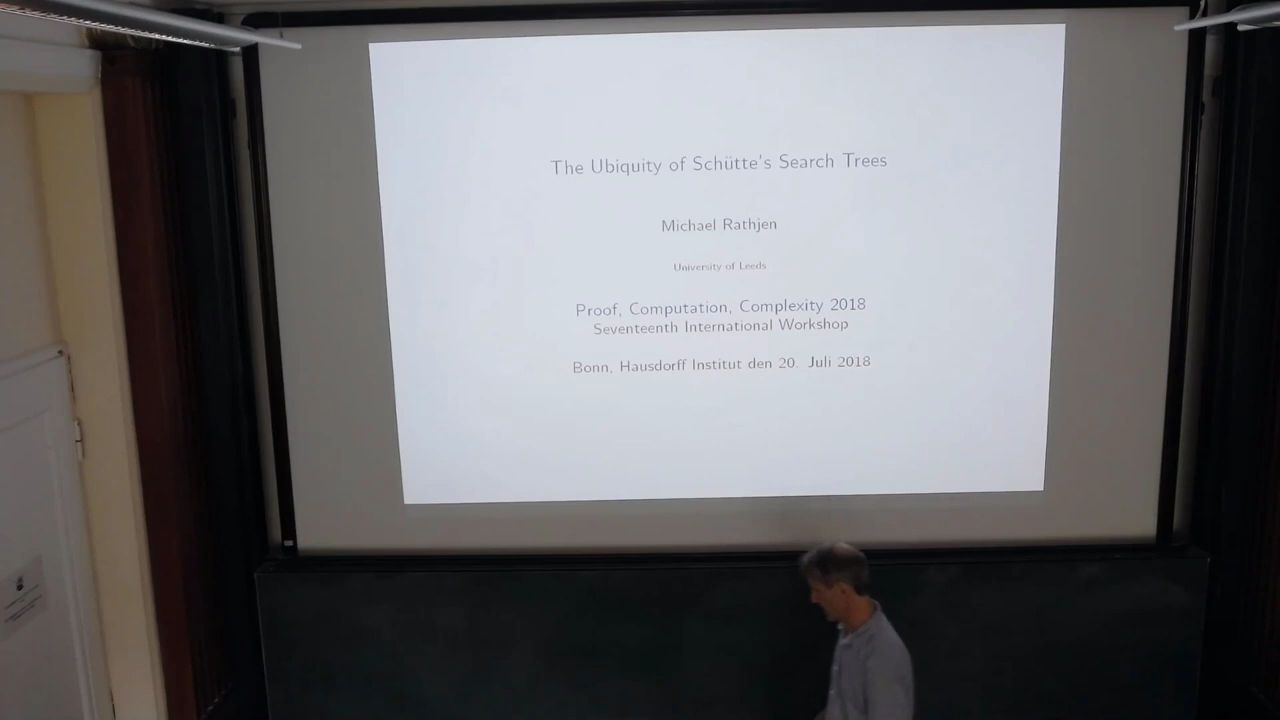 The Ubiquity of Schütte's Search Trees
Michael Rathjen
University of Leeds
Proof, Computation, Complexity 2018
Seventeenth International Workshop
Bonn, Hausdorff Institut den 20. Juli 2018